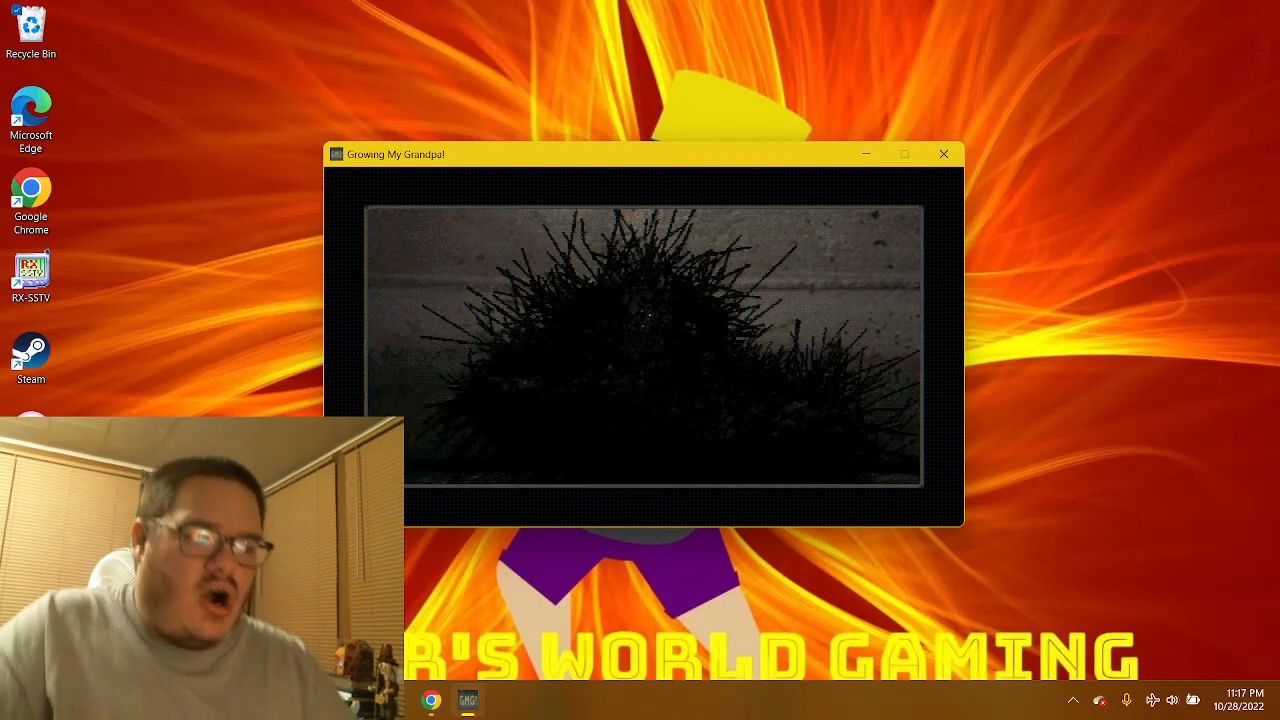 Recycle Bin
Microsoft
Edge
Google
Chrome
RX-SSTV
Steam
Growing My Grandpa!
R'S WORLD GAMING
11:17 PM
10/28/2022